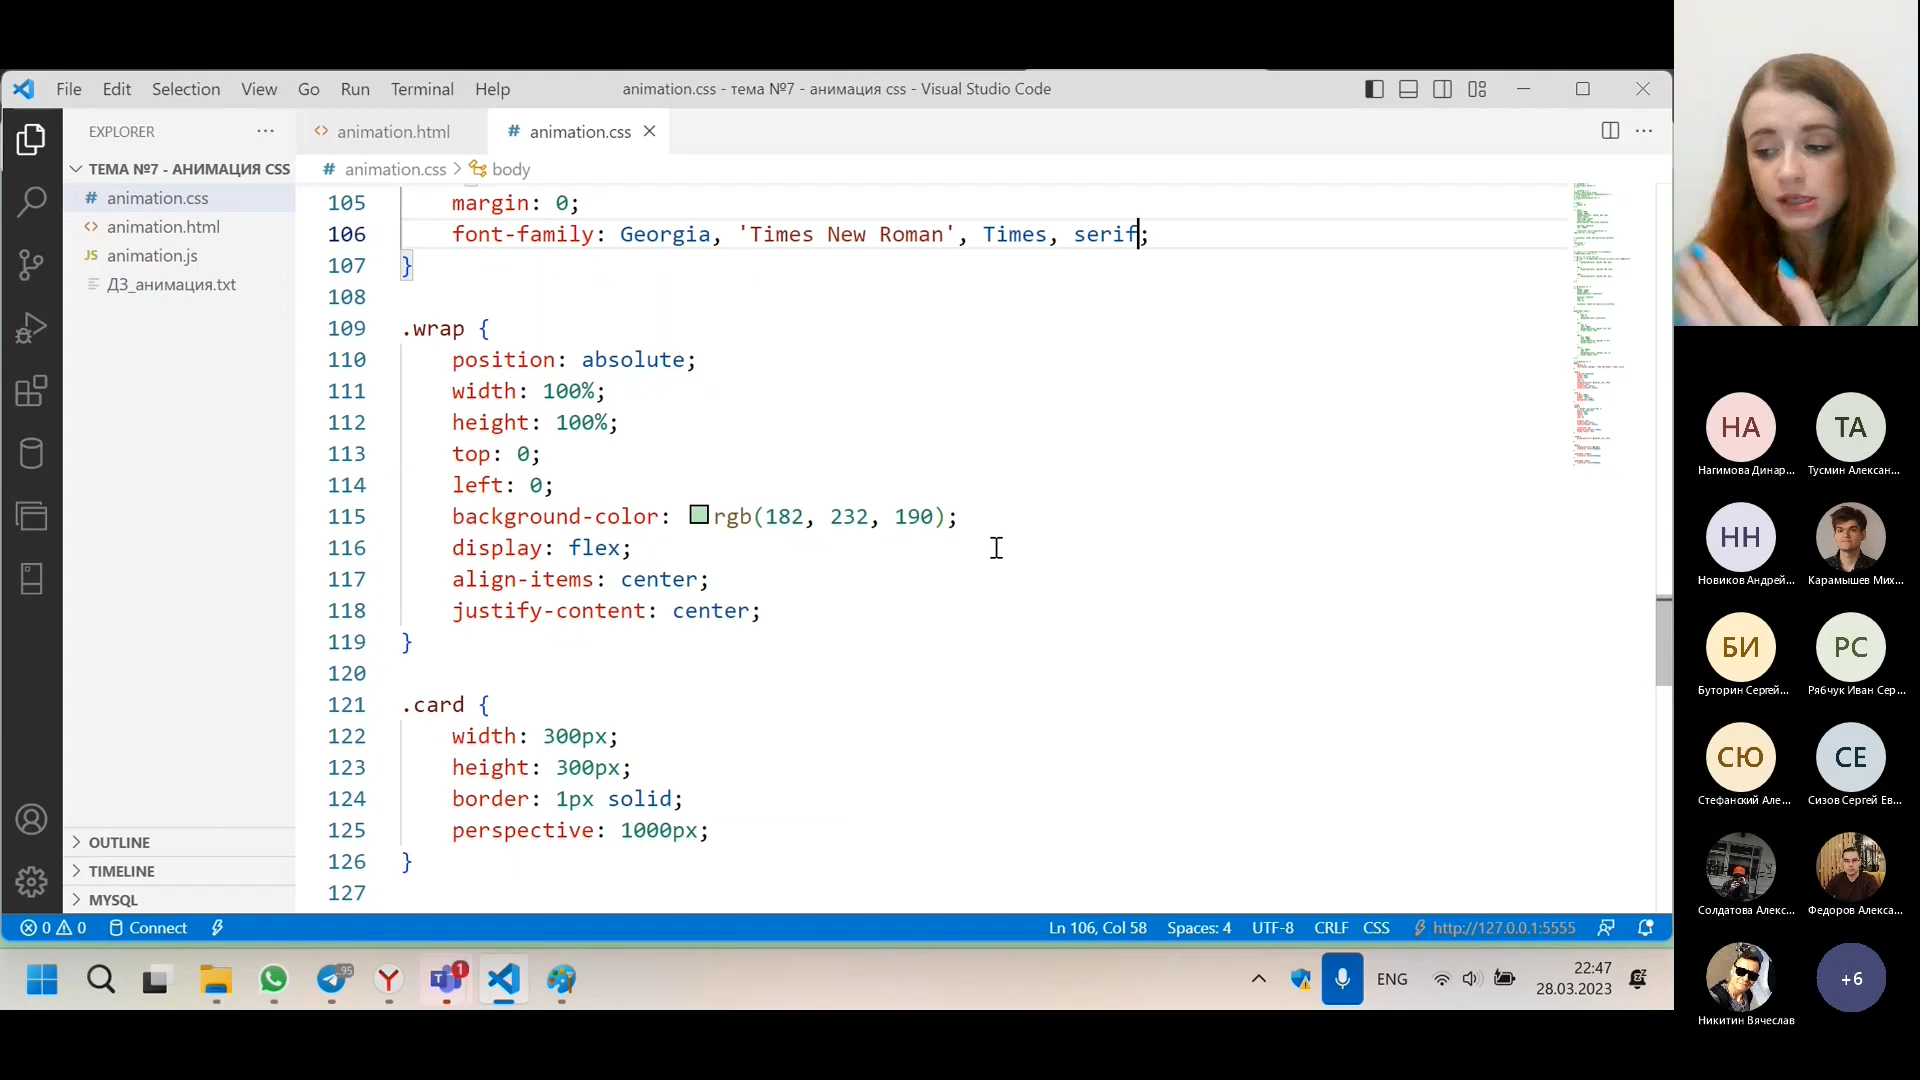 File Edit Selection View Go Run Terminal Help
animation.css - тема №7 - анимация css - Visual Studio Code
EXPLORER
ТЕМА №7 - АНИМАЦИЯ CSS
# animation.css
<> animation.html
JS animation.js
ДЗ_анимация.txt
OUTLINE
TIMELINE
MYSQL
<> animation.html
# animation.css
# animation.css > body
105 margin: 0;
106 font-family: Georgia, 'Times New Roman', Times, serif;
107 }
108
109 .wrap {
110 position: absolute;
111 width: 100%;
112 height: 100%;
113 top: 0;
114 left: 0;
115 background-color: rgb(182, 232, 190);
116 display: flex;
117 align-items: center;
118 justify-content: center;
119 }
120
121 .card {
122 width: 300px;
123 height: 300px;
124 border: 1px solid;
125 perspective: 1000px;
126 }
127
0 0 Connect
Ln 106, Col 58 Spaces: 4 UTF-8 CRLF CSS http://127.0.0.1:5555
95
1
ENG
22:47
28.03.2023
НА
Нагимова Динар...
ТА
Тусмин Алексан...
НН
Новиков Андрей...
Карамышев Мих...
БИ
Буторин Сергей...
РС
Рябчук Иван Сер...
СЮ
Стефанский Але...
СЕ
Сизов Сергей Ев...
Солдатова Алекс...
Федоров Алекса...
Никитин Вячеслав
+6